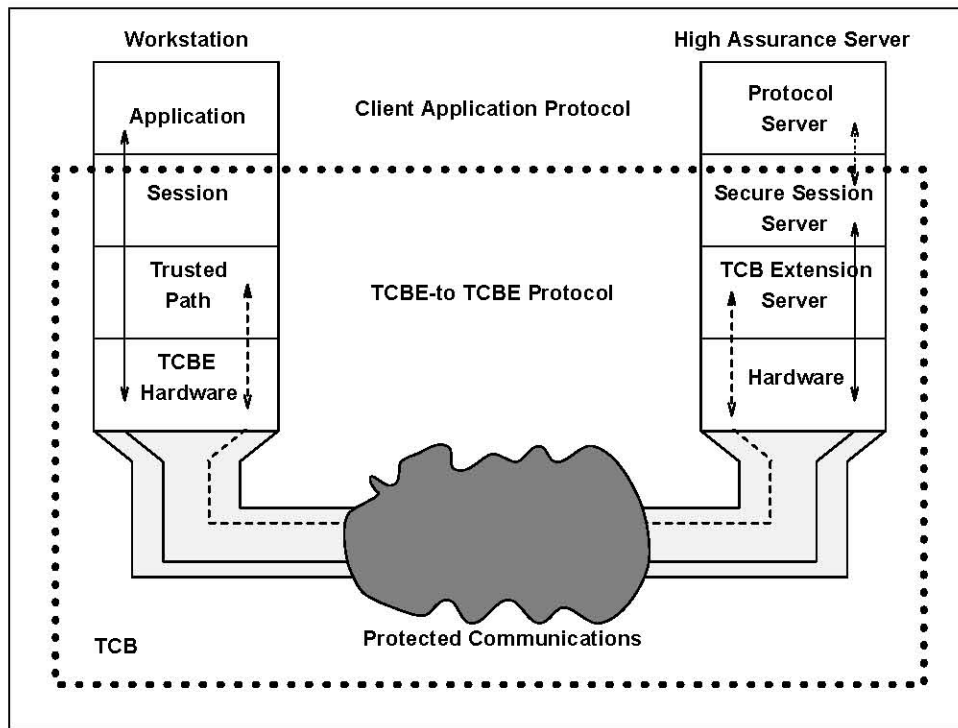 Workstation
High Assurance Server
Application
Client Application Protocol
Protocol
Server
Session
Secure Session
Server
Trusted
Path
TCBE-to TCBE Protocol
TCB Extension
Server
TCBE
Hardware
Hardware
Protected Communications
TCB